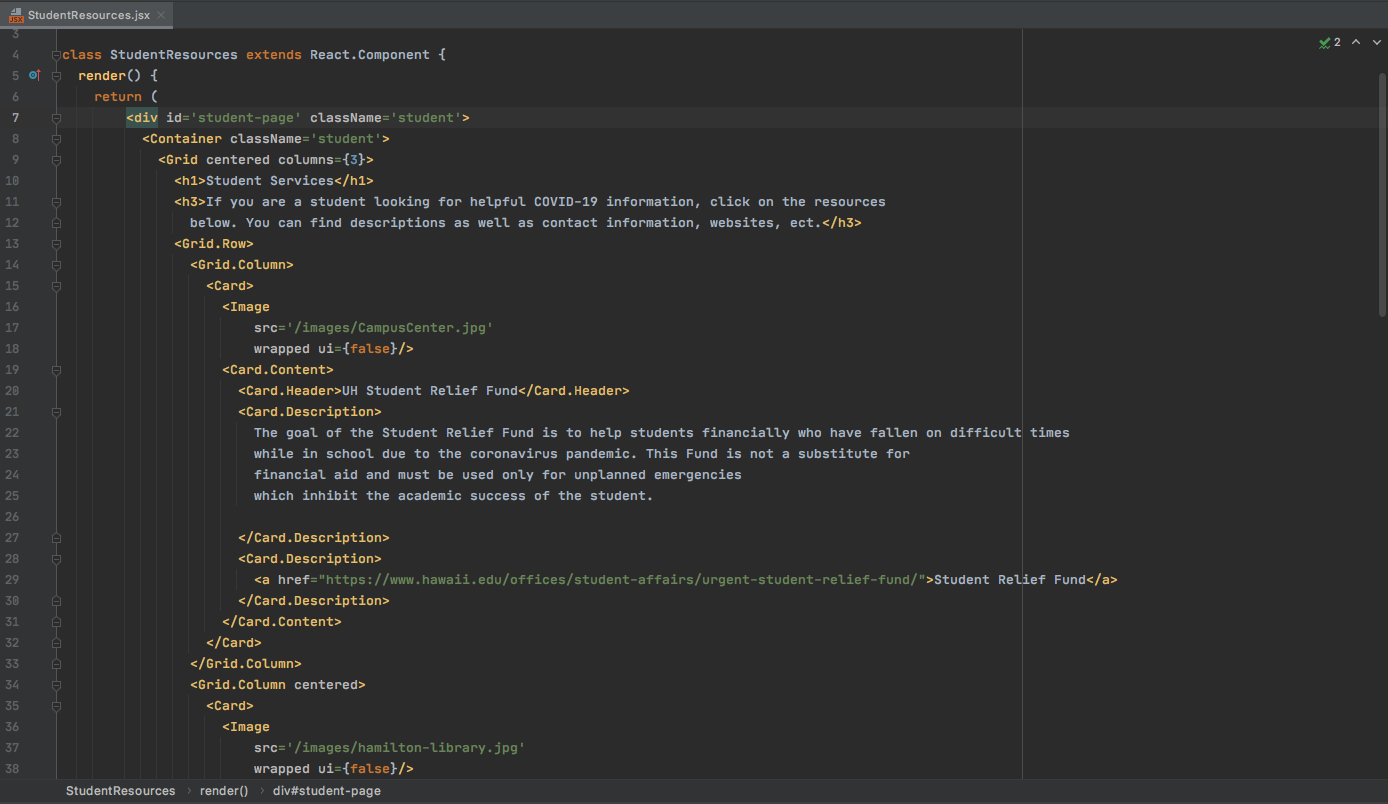 StudentResources.jsx
3
4 class StudentResources extends React.Component {
2
5 render() {
6 return (
7 <div id='student-page' className='student'>
8 <Container className='student'>
9 <Grid centered columns={3}>
10 <h1>Student Services</h1>
11 <h3>If you are a student looking for helpful COVID-19 information, click on the resources
12 below. You can find descriptions as well as contact information, websites, ect.</h3>
13 <Grid.Row>
14 <Grid.Column>
15 <Card>
16 <Image
17 src='/images/CampusCenter.jpg'
18 wrapped ui={false}/>
19 <Card.Content>
20 <Card.Header>UH Student Relief Fund</Card.Header>
21 <Card.Description>
22 The goal of the Student Relief Fund is to help students financially who have fallen on difficult times
23 while in school due to the coronavirus pandemic. This Fund is not a substitute for
24 financial aid and must be used only for unplanned emergencies
25 which inhibit the academic success of the student.
26
27 </Card.Description>
28 <Card.Description>
29 <a href="https://www.hawaii.edu/offices/student-affairs/urgent-student-relief-fund/">Student Relief Fund</a>
30 </Card.Description>
31 </Card.Content>
32 </Card>
33 </Grid.Column>
34 <Grid.Column centered>
35 <Card>
36 <Image
37 src='/images/hamilton-library.jpg'
38 wrapped ui={false}/>
StudentResources › render() › div#student-page